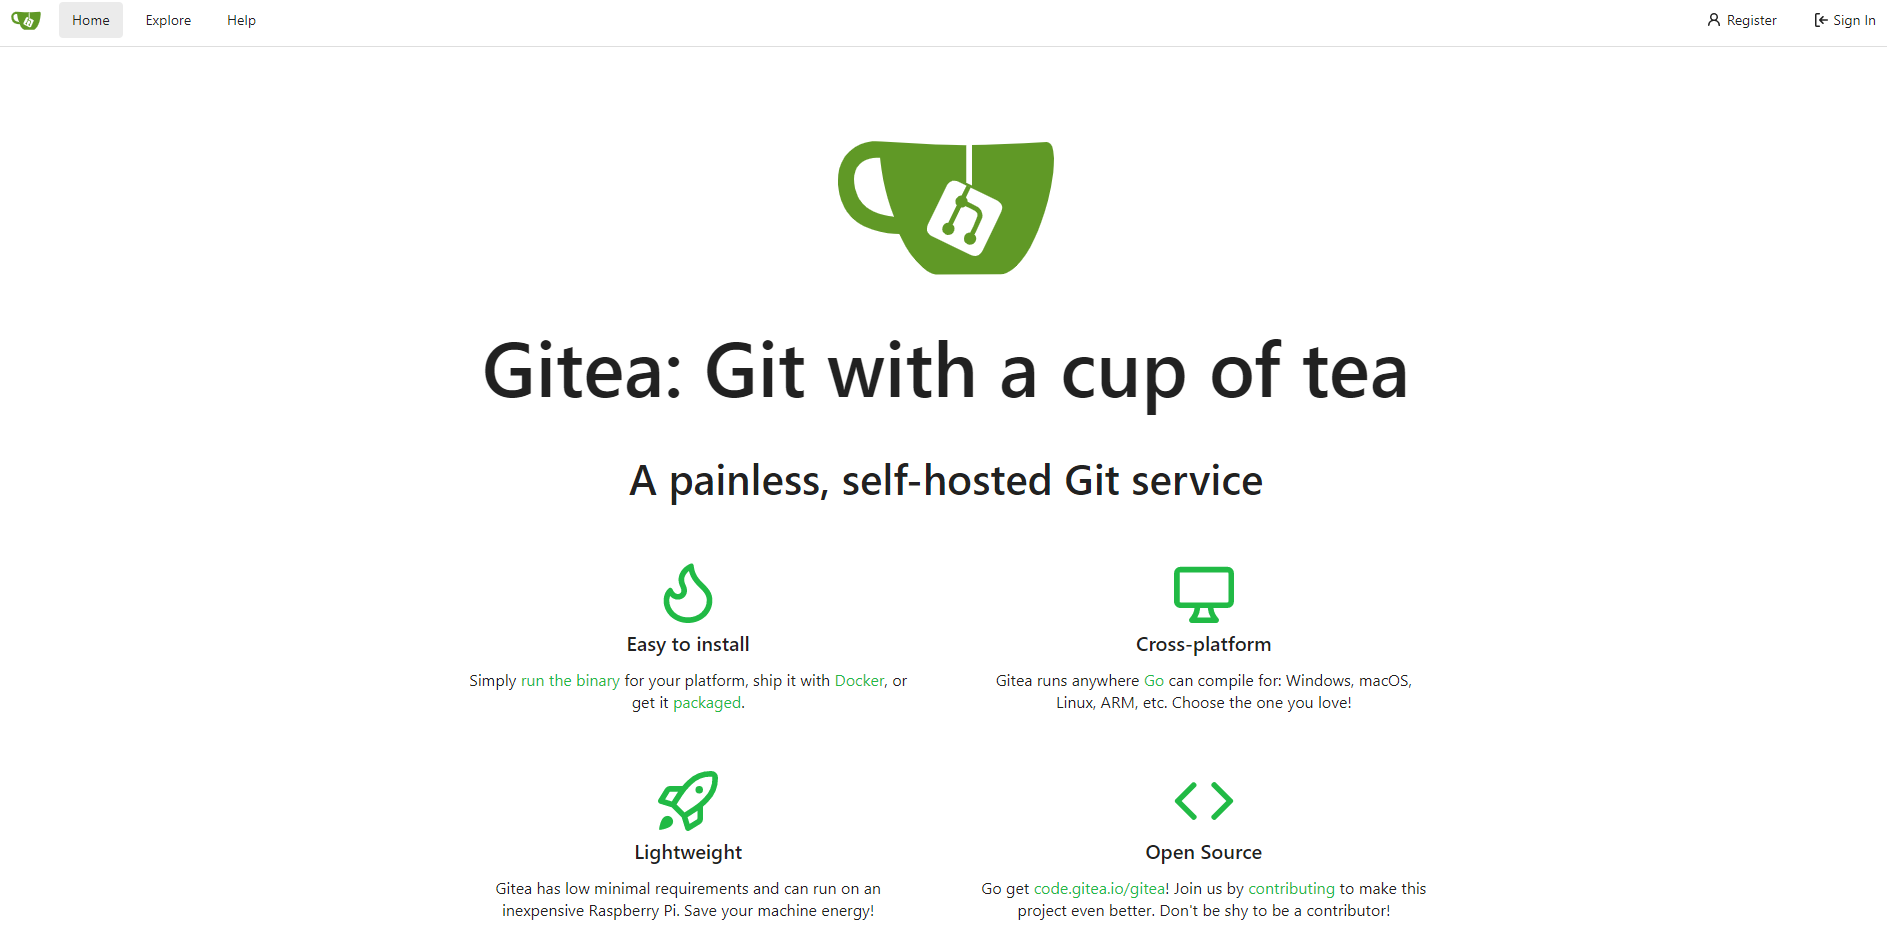 Home Explore Help Register Sign In
Gitea: Git with a cup of tea
A painless, self-hosted Git service
Easy to install
Simply run the binary for your platform, ship it with Docker, or
get it packaged.
Cross-platform
Gitea runs anywhere Go can compile for: Windows, macOS,
Linux, ARM, etc. Choose the one you love!
Lightweight
Gitea has low minimal requirements and can run on an
inexpensive Raspberry Pi. Save your machine energy!
Open Source
Go get code.gitea.io/gitea! Join us by contributing to make this
project even better. Don't be shy to be a contributor!